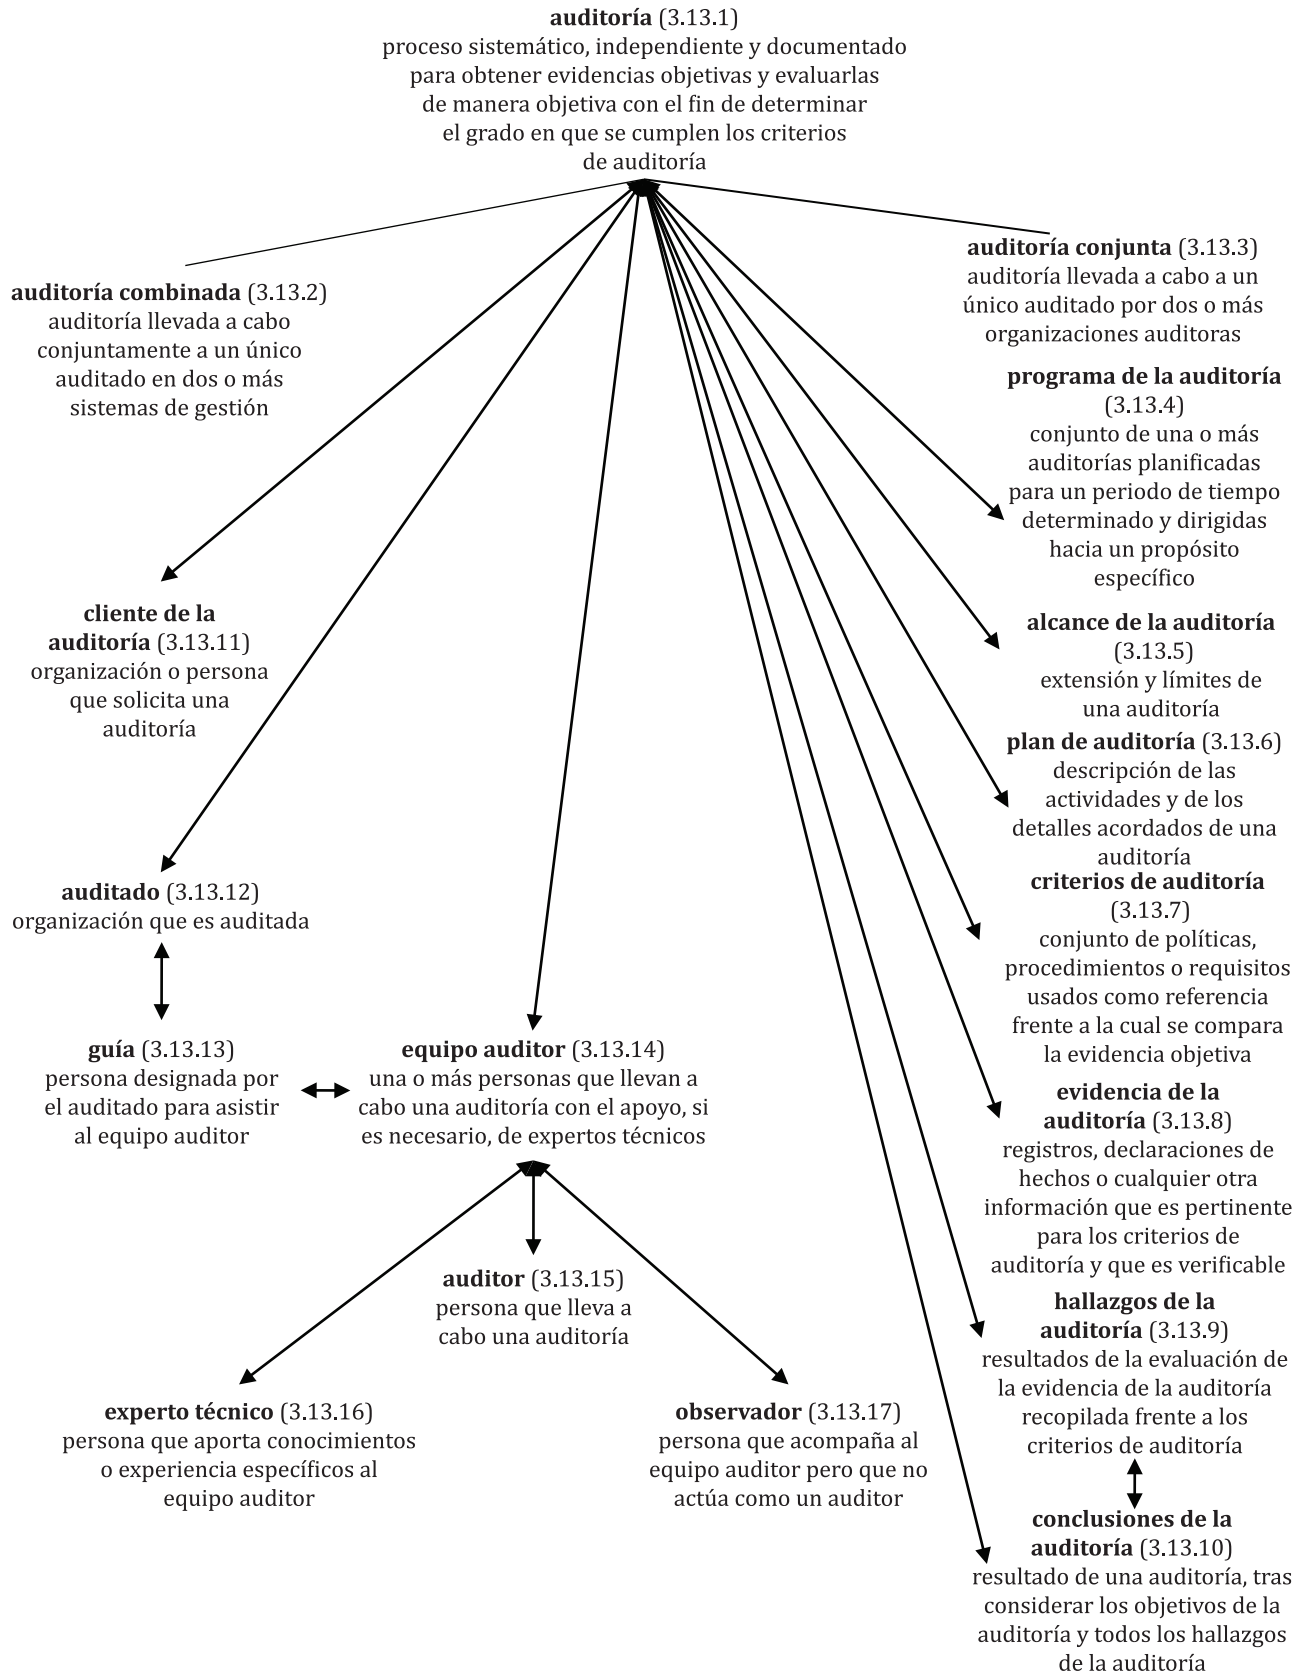 auditoría (3.13.1)
proceso sistemático, independiente y documentado
para obtener evidencias objetivas y evaluarlas
de manera objetiva con el fin de determinar
el grado en que se cumplen los criterios
de auditoría
auditoría combinada (3.13.2)
auditoría llevada a cabo
conjuntamente a un único
auditado en dos o más
sistemas de gestión
auditoría conjunta (3.13.3)
auditoría llevada a cabo a un
único auditado por dos o más
organizaciones auditoras
programa de la auditoría
(3.13.4)
conjunto de una o más
auditorías planificadas
para un periodo de tiempo
determinado y dirigidas
hacia un propósito
específico
alcance de la auditoría
(3.13.5)
extensión y límites de
una auditoría
plan de auditoría (3.13.6)
descripción de las
actividades y de los
detalles acordados de una
auditoría
criterios de auditoría
(3.13.7)
conjunto de políticas,
procedimientos o requisitos
usados como referencia
frente a la cual se compara
la evidencia objetiva
evidencia de la
auditoría (3.13.8)
registros, declaraciones de
hechos o cualquier otra
información que es pertinente
para los criterios de
auditoría y que es verificable
hallazgos de la
auditoría (3.13.9)
resultados de la evaluación de
la evidencia de la auditoría
recopilada frente a los
criterios de auditoría
conclusiones de la
auditoría (3.13.10)
resultado de una auditoría, tras
considerar los objetivos de la
auditoría y todos los hallazgos
de la auditoría
cliente de la
auditoría (3.13.11)
organización o persona
que solicita una
auditoría
auditado (3.13.12)
organización que es auditada
guía (3.13.13)
persona designada por
el auditado para asistir
al equipo auditor
equipo auditor (3.13.14)
una o más personas que llevan a
cabo una auditoría con el apoyo, si
es necesario, de expertos técnicos
auditor (3.13.15)
persona que lleva a
cabo una auditoría
experto técnico (3.13.16)
persona que aporta conocimientos
o experiencia específicos al
equipo auditor
observador (3.13.17)
persona que acompaña al
equipo auditor pero que no
actúa como un auditor